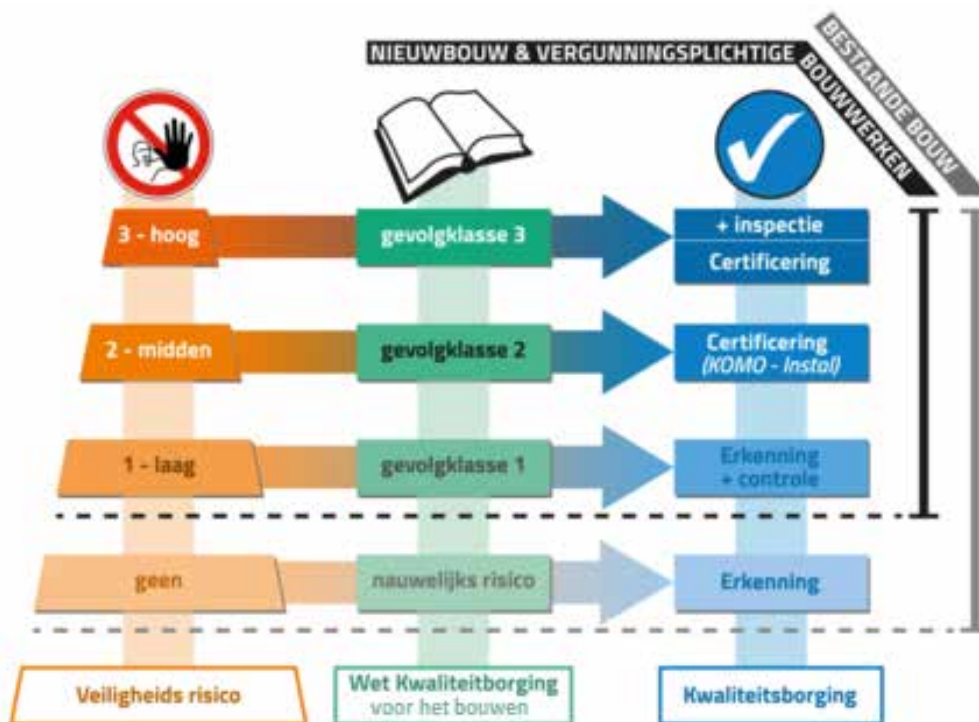 NIEUWBOUW & VERGUNNINGSPLICHTIGE
BOUWWERKEN
BESTAANDE BOUW
3 - hoog
gevolgklasse 3
+ inspectie
Certificering
2 - midden
gevolgklasse 2
Certificering
(KOMO - Instal)
1 - laag
gevolgklasse 1
Erkenning
+ controle
geen
nauwelijks risico
Erkenning
Veiligheids risico
Wet Kwaliteitborging
voor het bouwen
Kwaliteitsborging